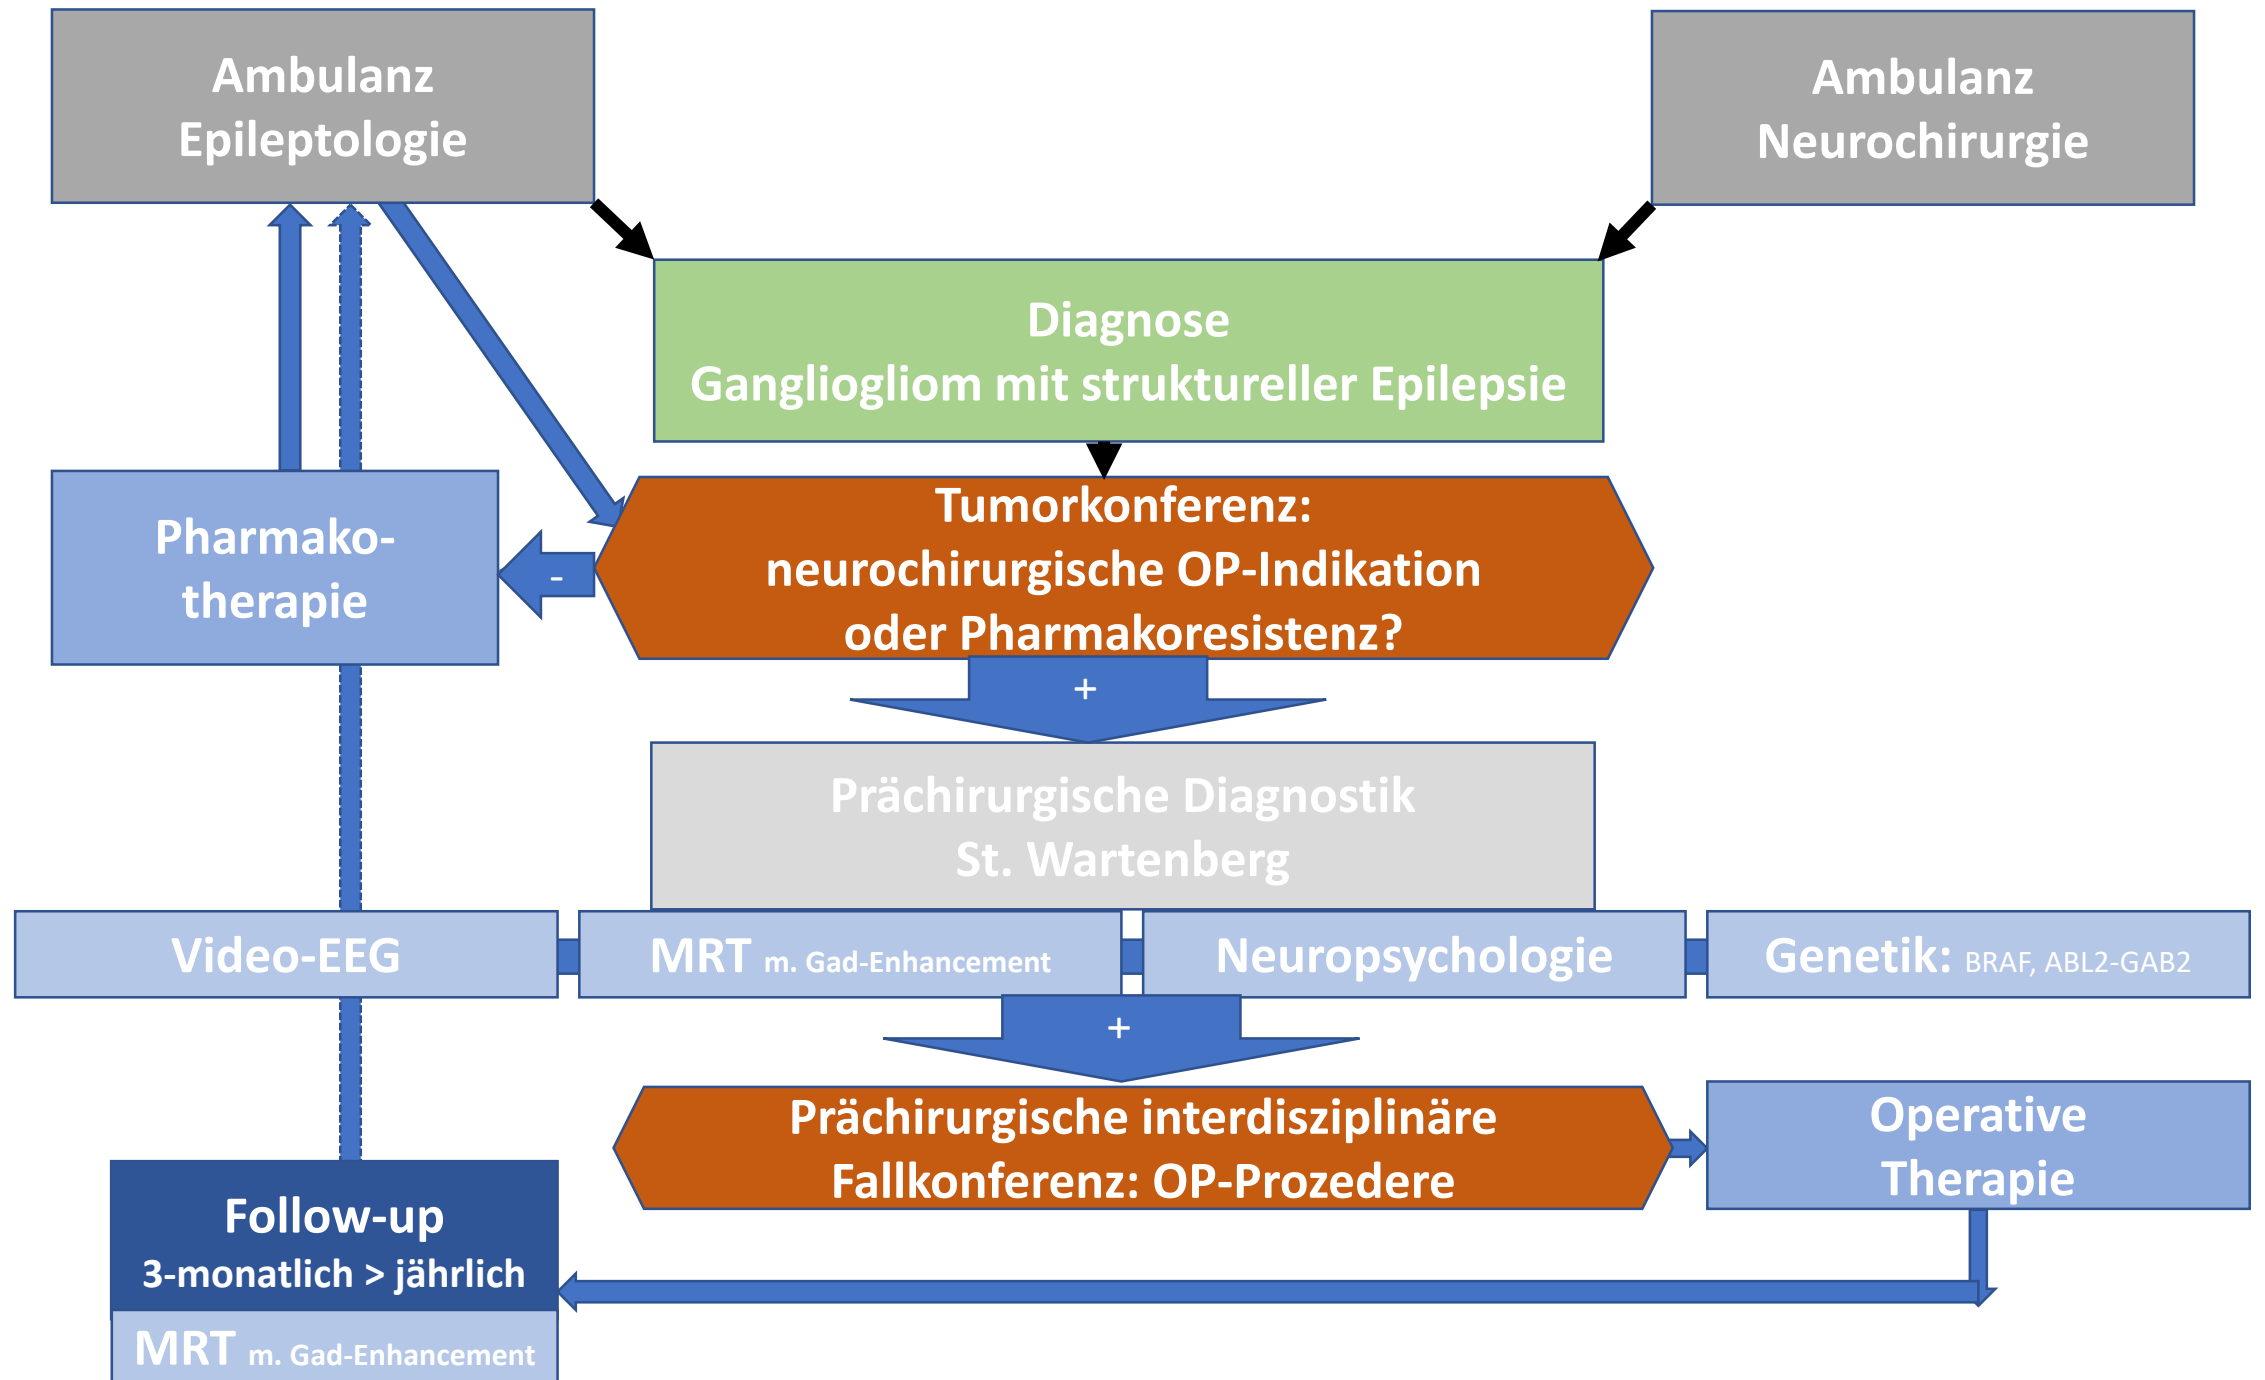 Ambulanz
Epileptologie
Ambulanz
Neurochirurgie
Diagnose
Gangliogliom mit struktureller Epilepsie
Pharmako-
therapie
-
Tumorkonferenz:
neurochirurgische OP-Indikation
oder Pharmakoresistenz?
+
Prächirurgische Diagnostik
St. Wartenberg
Video-EEG
MRT m. Gad-Enhancement
Neuropsychologie
Genetik: BRAF, ABL2-GAB2
+
Prächirurgische interdisziplinäre
Fallkonferenz: OP-Prozedere
Operative
Therapie
Follow-up
3-monatlich > jährlich
MRT m. Gad-Enhancement